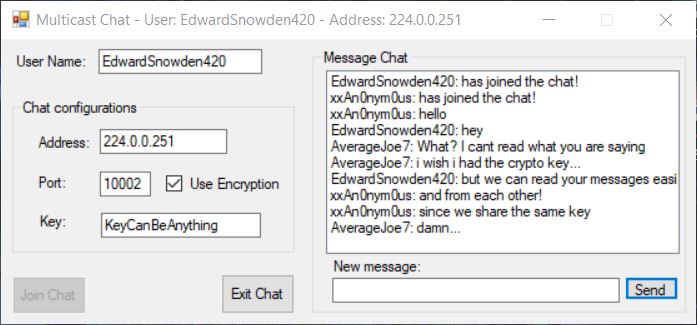 Multicast Chat - User: EdwardSnowden420 - Address: 224.0.0.251
User Name: EdwardSnowden420
Chat configurations
Address: 224.0.0.251
Port: 10002 Use Encryption
Key: KeyCanBeAnything
Join Chat Exit Chat
Message Chat
EdwardSnowden420: has joined the chat!
xxAn0nym0us: has joined the chat!
xxAn0nym0us: hello
EdwardSnowden420: hey
AverageJoe7: What? I cant read what you are saying
AverageJoe7: i wish i had the crypto key...
EdwardSnowden420: but we can read your messages easi
xxAn0nym0us: and from each other!
xxAn0nym0us: since we share the same key
AverageJoe7: damn...
New message:
Send